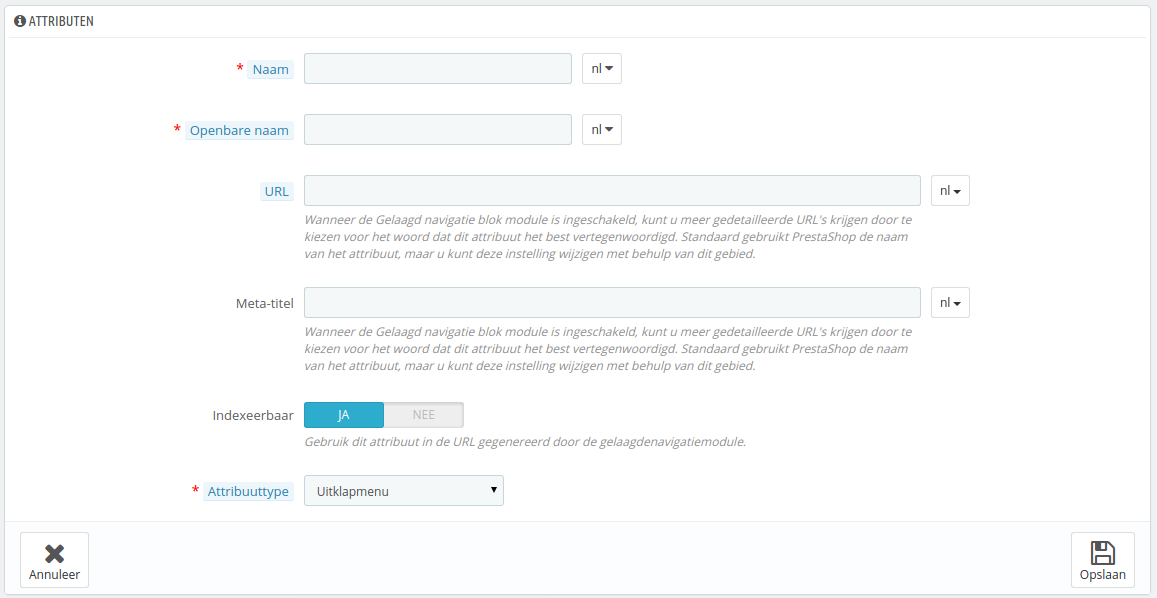 ATTRIBUTEN
* Naam nl
* Openbare naam nl
URL nl
Wanneer de Gelaagd navigatie blok module is ingeschakeld, kunt u meer gedetailleerde URL's krijgen door te
kiezen voor het woord dat dit attribuut het best vertegenwoordigd. Standaard gebruikt PrestaShop de naam
van het attribuut, maar u kunt deze instelling wijzigen met behulp van dit gebied.
Meta-titel nl
Wanneer de Gelaagd navigatie blok module is ingeschakeld, kunt u meer gedetailleerde URL's krijgen door te
kiezen voor het woord dat dit attribuut het best vertegenwoordigd. Standaard gebruikt PrestaShop de naam
van het attribuut, maar u kunt deze instelling wijzigen met behulp van dit gebied.
Indexeerbaar JA NEE
Gebruik dit attribuut in de URL gegenereerd door de gelaagdenavigatiemodule.
* Attribuuttype Uitklapmenu
Annuleer Opslaan